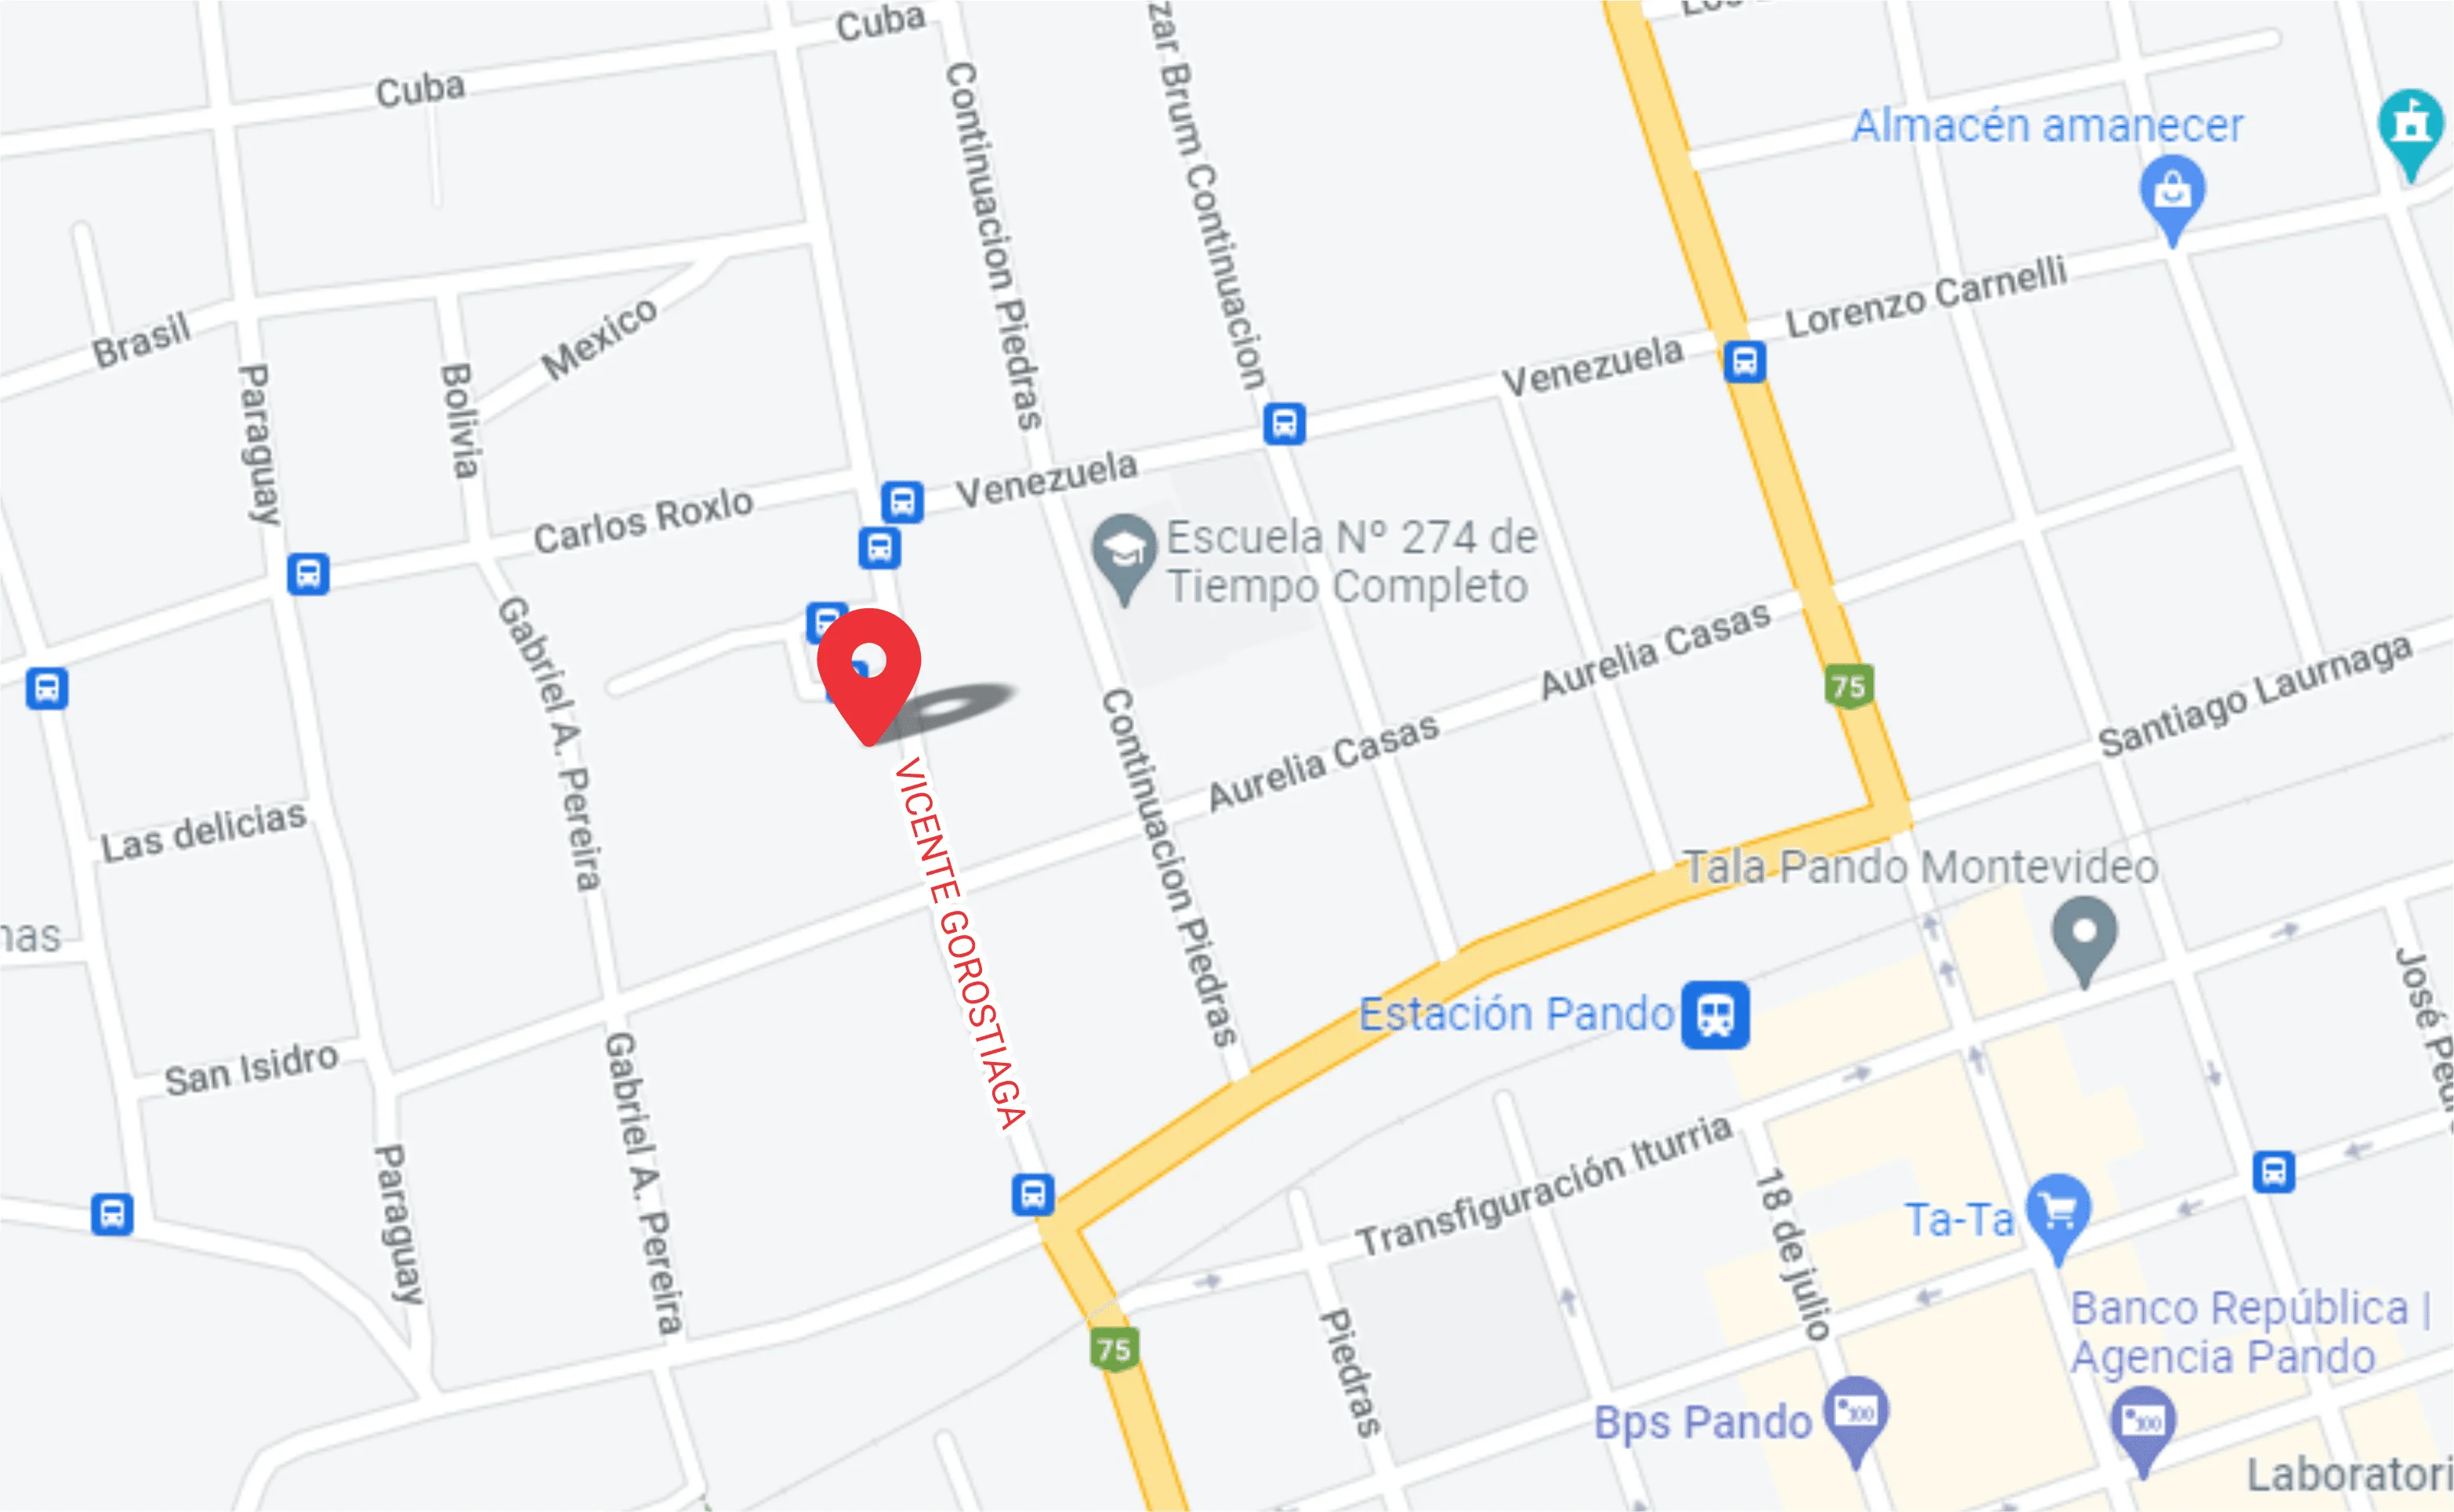 Cuba
Cuba
Continuacion Piedras
zar Brum Continuacion
Almacén amanecer
Brasil
Mexico
Paraguay
Bolivia
Lorenzo Carnelli
Venezuela
Venezuela
Carlos Roxlo
Escuela Nº 274 de
Tiempo Completo
Gabriel A. Pereira
Aurelia Casas
Aurelia Casas
75
Santiago Laurnaga
Continuacion Piedras
VICENTE GOROSTIAGA
Las delicias
Tala Pando Montevideo
nas
Estación Pando
José Ped
San Isidro
Gabriel A. Pereira
Paraguay
Transfiguración Iturria
18 de julio
Ta-Ta
Piedras
75
Banco República |
Agencia Pando
Bps Pando
Laboratori